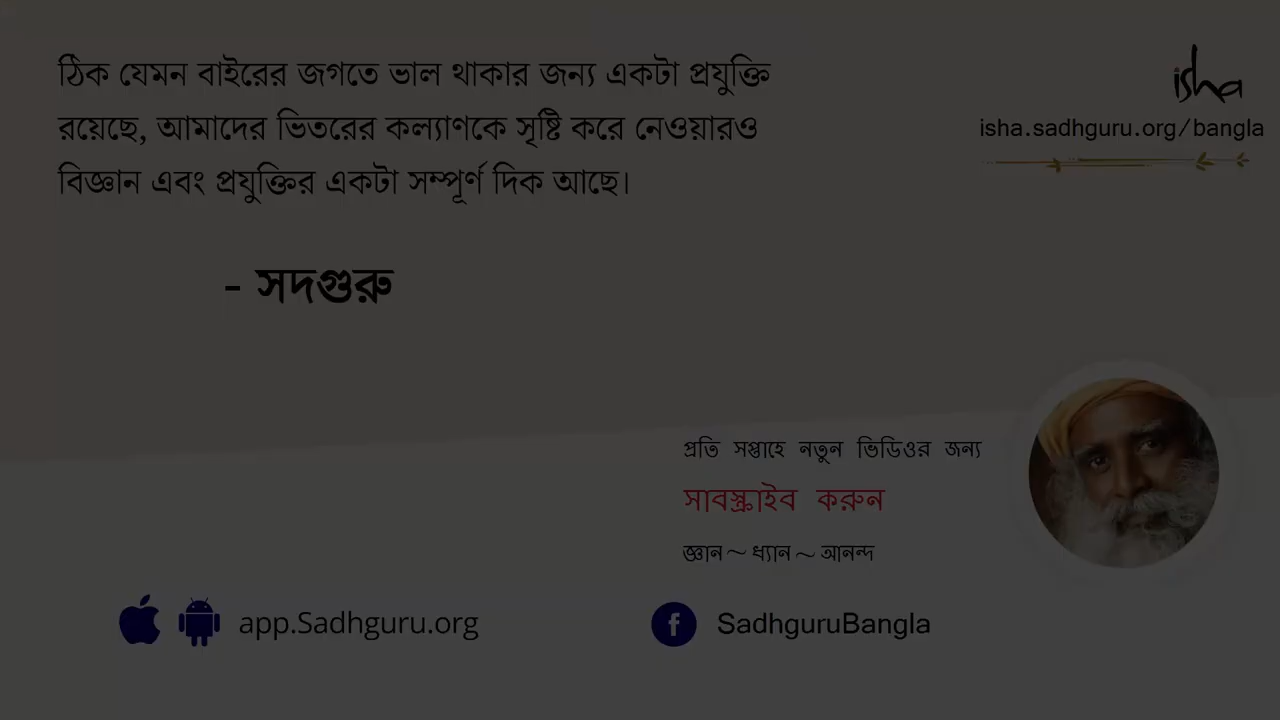 ঠিক যেমন বাইরের জগতে ভাল থাকার জন্য একটা প্রযুক্তি
রয়েছে, আমাদের ভিতরের কল্যাণকে সৃষ্টি করে নেওয়ারও
বিজ্ঞান এবং প্রযুক্তির একটা সম্পূর্ণ দিক আছে।
- সদগুরু
isha
isha.sadhguru.org/bangla
প্রতি সপ্তাহে নতুন ভিডিওর জন্য
সাবস্ক্রাইব করুন
জ্ঞান ~ ধ্যান ~ আনন্দ
app.Sadhguru.org
f SadhguruBangla